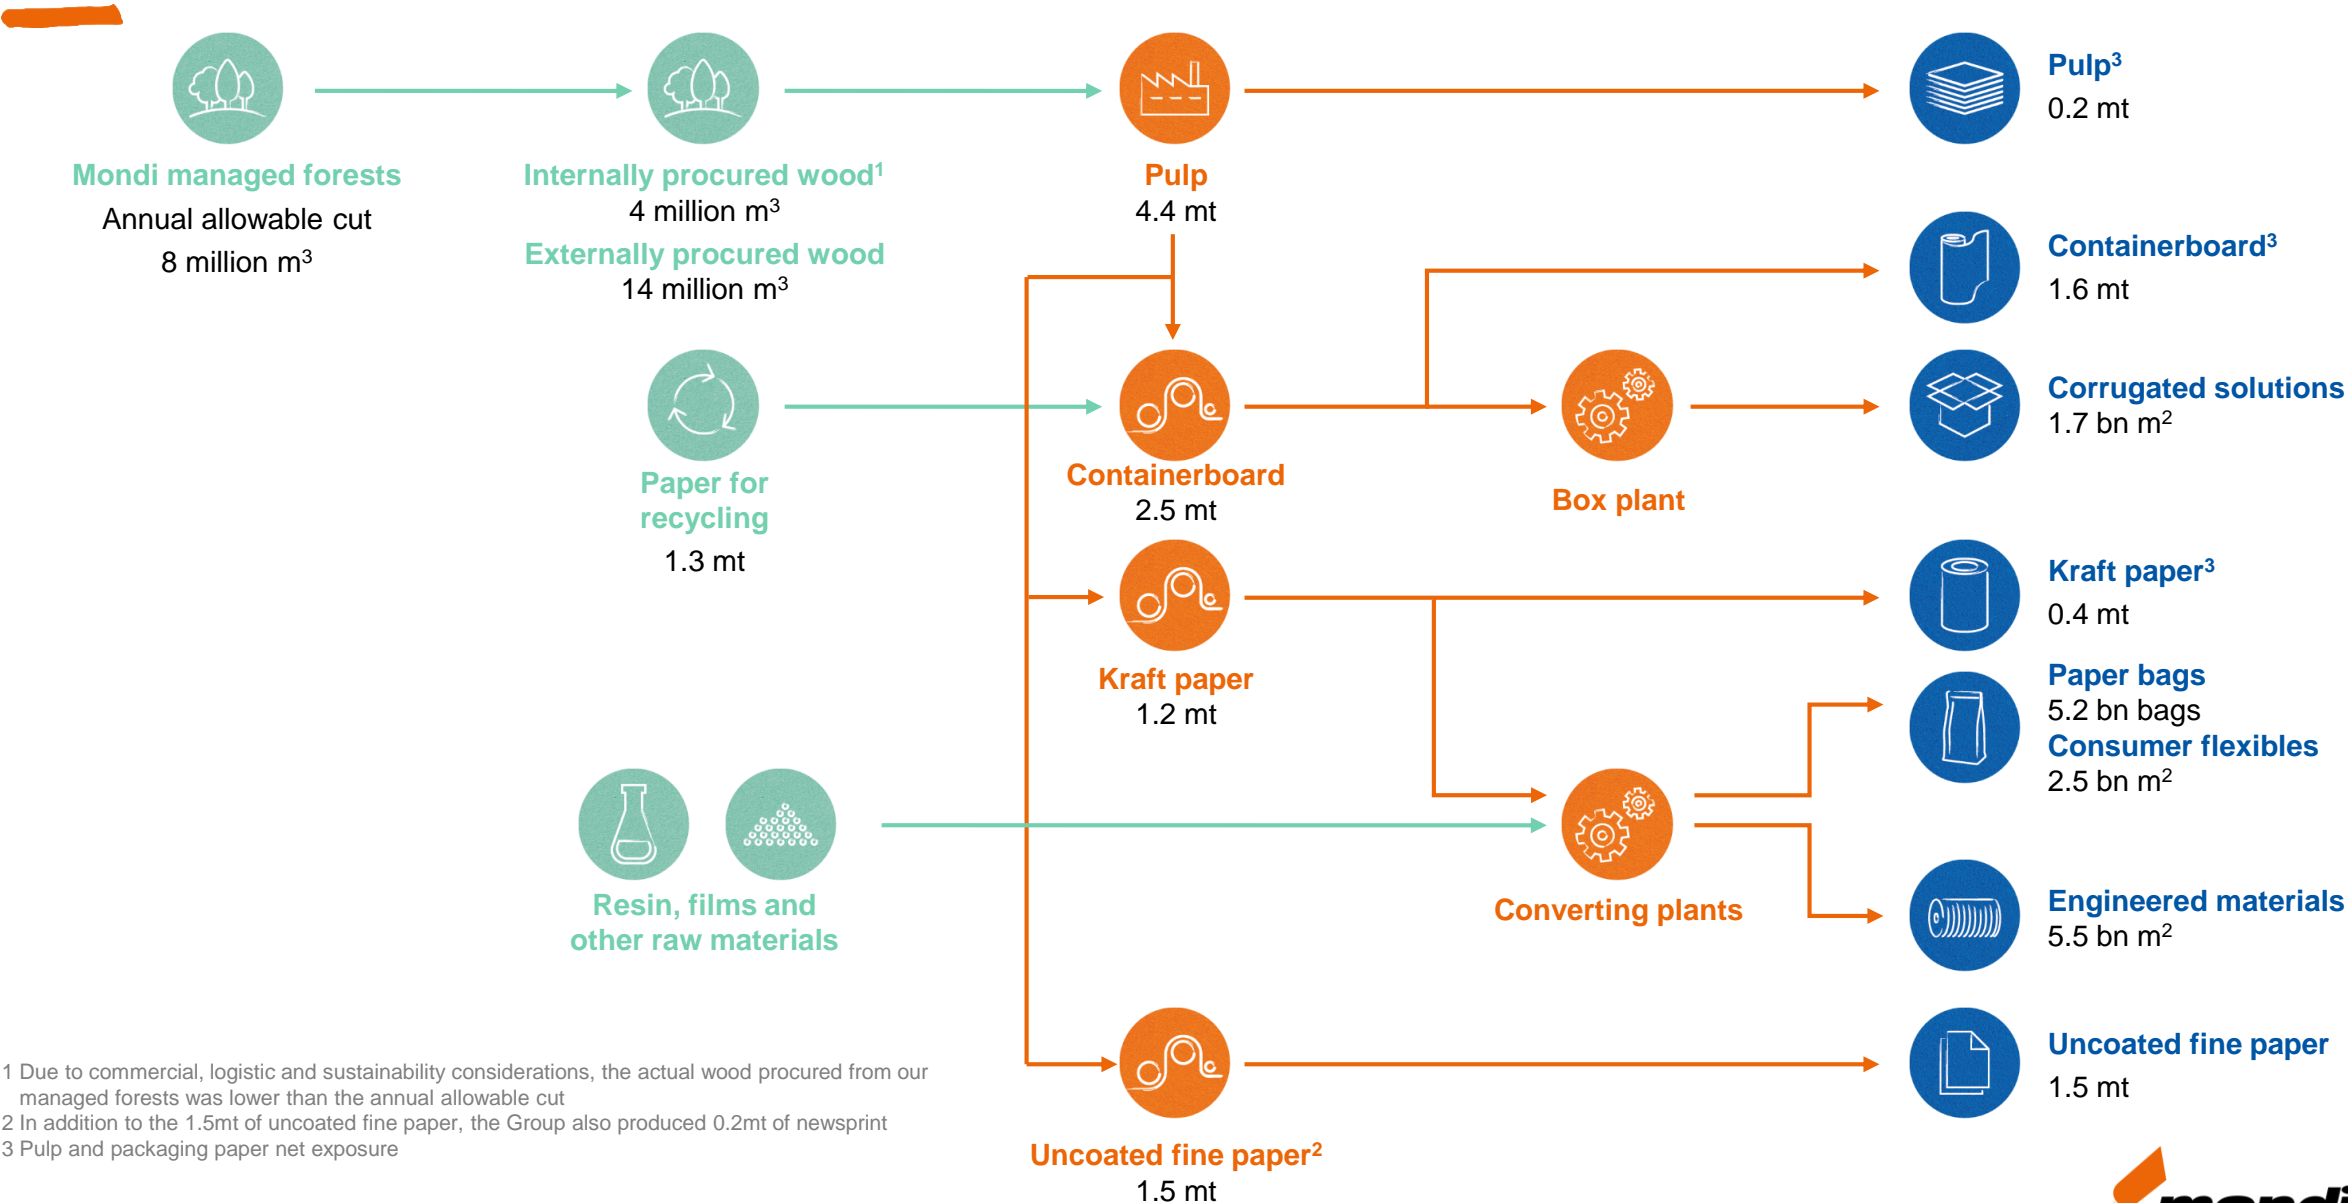 Mondi managed forests
Annual allowable cut
8 million m³
Internally procured wood¹
4 million m³
Externally procured wood
14 million m³
Pulp
4.4 mt
Pulp³
0.2 mt
Containerboard³
1.6 mt
Paper for
recycling
1.3 mt
Containerboard
2.5 mt
Box plant
Corrugated solutions
1.7 bn m²
Kraft paper
1.2 mt
Kraft paper³
0.4 mt
Paper bags
5.2 bn bags
Consumer flexibles
2.5 bn m²
Resin, films and
other raw materials
Converting plants
Engineered materials
5.5 bn m²
Uncoated fine paper²
1.5 mt
Uncoated fine paper
1.5 mt
1 Due to commercial, logistic and sustainability considerations, the actual wood procured from our
managed forests was lower than the annual allowable cut
2 In addition to the 1.5mt of uncoated fine paper, the Group also produced 0.2mt of newsprint
3 Pulp and packaging paper net exposure
mondi